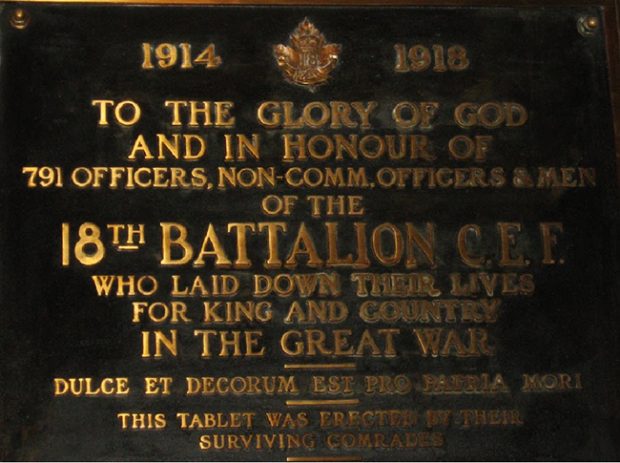 1914 18 1918
TO THE GLORY OF GOD
AND IN HONOUR OF
791 OFFICERS, NON-COMM. OFFICERS & MEN
OF THE
18TH BATTALION C.E.F.
WHO LAID DOWN THEIR LIVES
FOR KING AND COUNTRY
IN THE GREAT WAR
DULCE ET DECORUM EST PRO PATRIA MORI
THIS TABLET WAS ERECTED BY THEIR
SURVIVING COMRADES